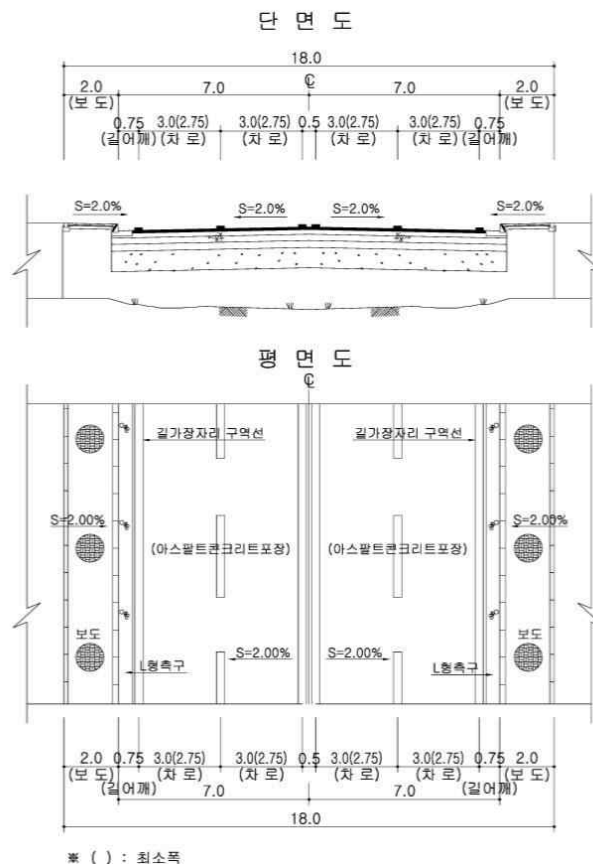 단 면 도
18.0
℄
2.0 7.0 7.0 2.0
(보 도) (보 도)
0.75 3.0(2.75) 3.0(2.75) 0.5 3.0(2.75) 3.0(2.75) 0.75
(길어깨) (차 로) (차 로) (차 로) (차 로) (길어깨)
S=2.0% S=2.0% S=2.0% S=2.0%
평 면 도
℄
길가장자리 구역선 길가장자리 구역선
S=2.00% S=2.00%
(아스팔트콘크리트포장) (아스팔트콘크리트포장)
보도 보도
S=2.00% S=2.00%
L형측구 L형측구
2.0 0.75 3.0(2.75) 3.0(2.75) 0.5 3.0(2.75) 3.0(2.75) 0.75 2.0
(보 도) (차 로) (차 로) (차 로) (차 로) (보 도)
(길어깨) (길어깨)
7.0 7.0
18.0
※ ( ) : 최소폭